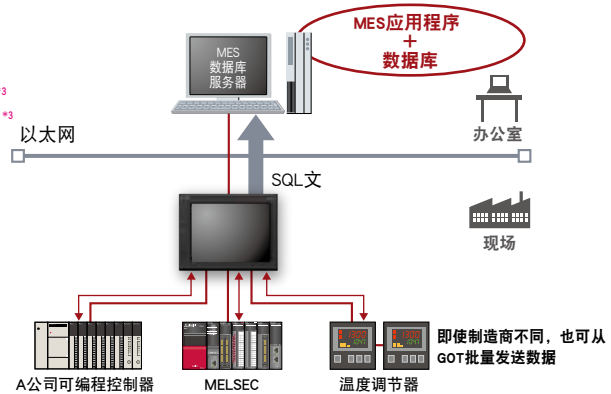 MES应用程序
+
数据库
MES
数据库
服务器
*3
*3
以太网
办公室
SQL文
现场
即使制造商不同，也可从
GOT批量发送数据
A公司可编程控制器
MELSEC
温度调节器